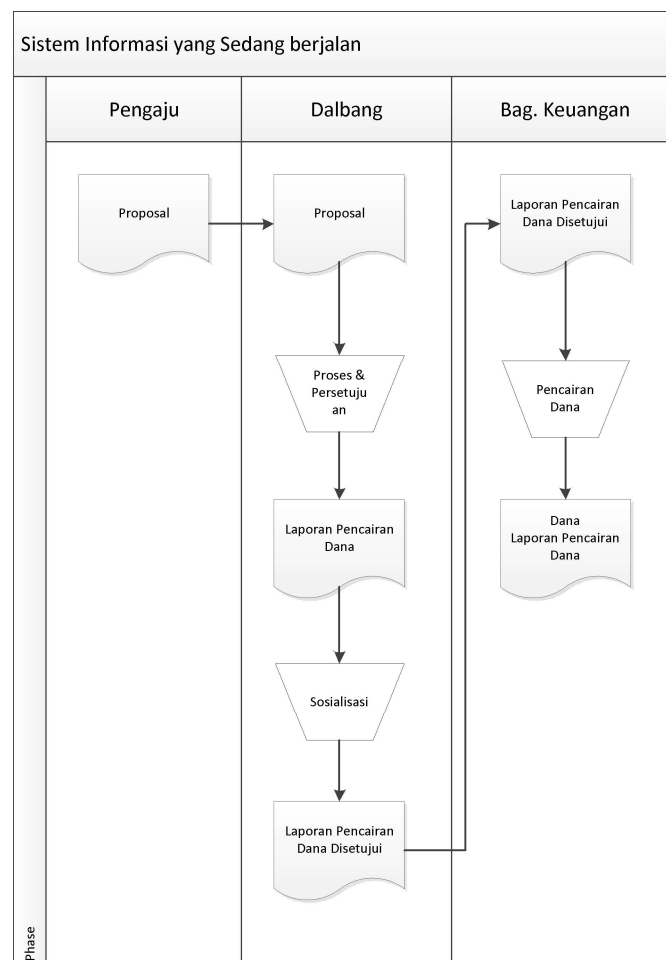 Sistem Informasi yang Sedang berjalan
Pengaju
Dalbang
Bag. Keuangan
Proposal
Proposal
Proses &
Persetuju
an
Laporan Pencairan
Dana
Sosialisasi
Laporan Pencairan
Dana Disetujui
Laporan Pencairan
Dana Disetujui
Pencairan
Dana
Dana
Laporan Pencairan
Dana
Phase